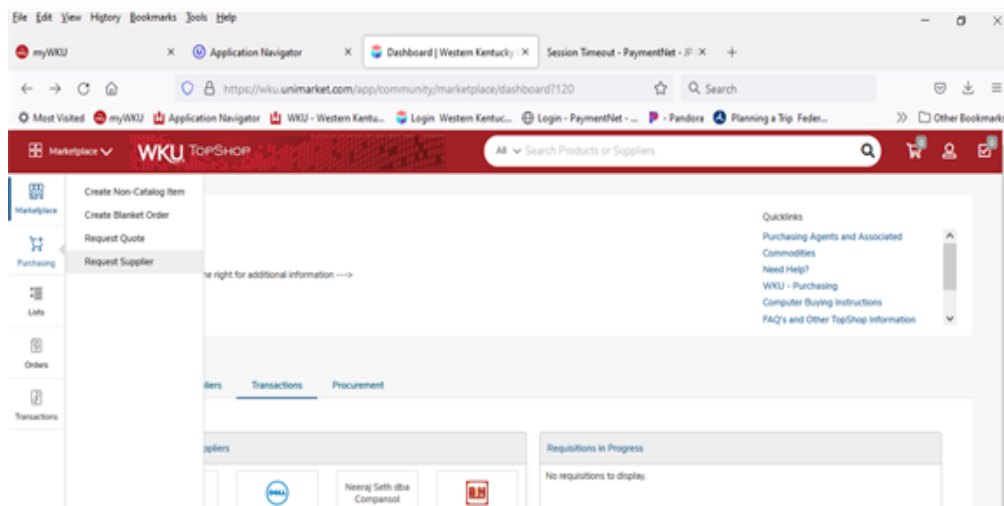 File Edit View History Bookmarks Tools Help
myWKU
Application Navigator
Dashboard | Western Kentucky
Session Timeout - PaymentNet - JP
https://wku.unimarket.com/app/community/marketplace/dashboard?120
Search
Most Visited myWKU Application Navigator WKU - Western Kentu... Login Western Kentuc... Login - PaymentNet - ... - Pandora Planning a Trip Feder... Other Bookmarks
Marketplace
WKU TOPSHOP
All Search Products or Suppliers
0
0
Marketplace
Purchasing
Lists
Orders
Transactions
Create Non-Catalog Item
Create Blanket Order
Request Quote
Request Supplier
he right for additional information --->
Quicklinks
Purchasing Agents and Associated
Commodities
Need Help?
WKU - Purchasing
Computer Buying Instructions
FAQ's and Other TopShop Information
liers Transactions Procurement
ppliers
DELL
Neeraj Seth dba
Compansol
B&H
Requisitions in Progress
No requisitions to display.